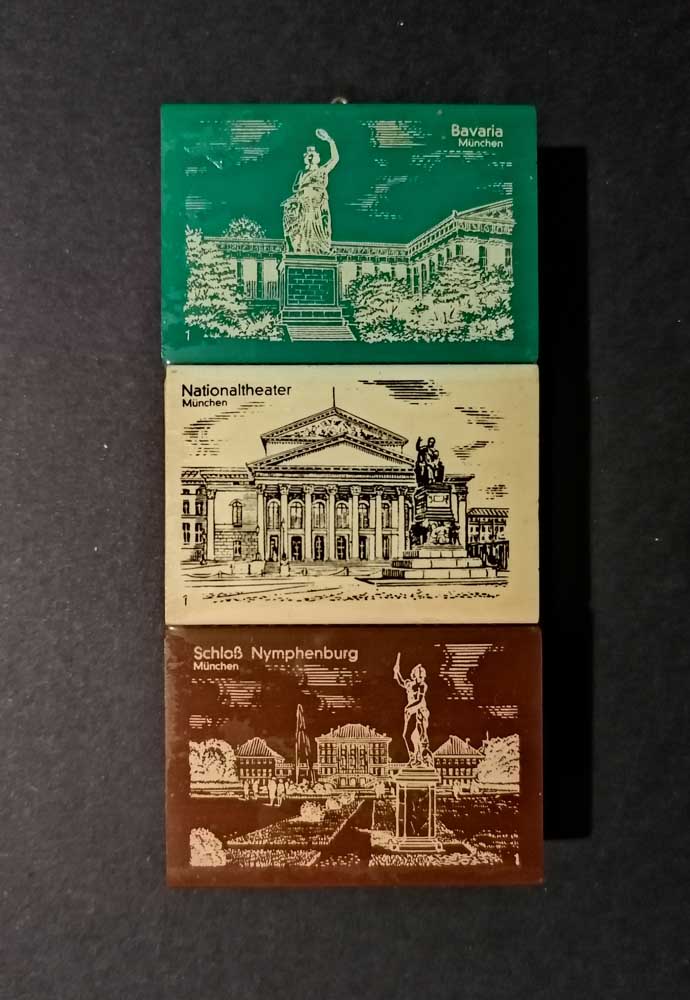 Bavaria
München
1
Nationaltheater
München
1
Schloß Nymphenburg
München
1